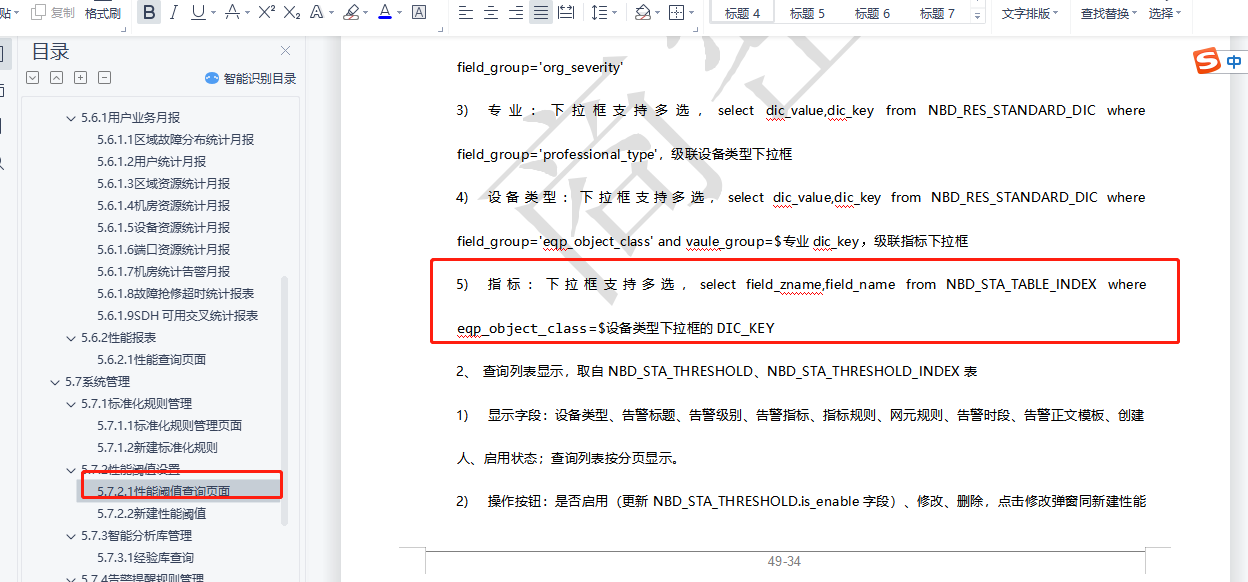 贴 复制 格式刷 B I U A X² X₂ A A A 标题 4 标题 5 标题 6 标题 7 文字排版 查找替换 选择
目录
智能识别目录
5.6.1用户业务月报
5.6.1.1区域故障分布统计月报
5.6.1.2用户统计月报
5.6.1.3区域资源统计月报
5.6.1.4机房资源统计月报
5.6.1.5设备资源统计月报
5.6.1.6端口资源统计月报
5.6.1.7机房统计告警月报
5.6.1.8故障抢修超时统计报表
5.6.1.9SDH 可用交叉统计报表
5.6.2性能报表
5.6.2.1性能查询页面
5.7系统管理
5.7.1标准化规则管理
5.7.1.1标准化规则管理页面
5.7.1.2新建标准化规则
5.7.2性能阈值设置
5.7.2.1性能阈值查询页面
5.7.2.2新建性能阈值
5.7.3智能分析库管理
5.7.3.1经验库查询
5.7.4告警提醒规则管理
field_group='org_severity'
3) 专业：下拉框支持多选，select dic_value,dic_key from NBD_RES_STANDARD_DIC where
field_group='professional_type'，级联设备类型下拉框
4) 设备类型：下拉框支持多选，select dic_value,dic_key from NBD_RES_STANDARD_DIC where
field_group='eqp_object_class' and vaule_group=$专业 dic_key，级联指标下拉框
5) 指标：下拉框支持多选，select field_zname,field_name from NBD_STA_TABLE_INDEX where
eqp_object_class=$设备类型下拉框的 DIC_KEY
2、 查询列表显示，取自 NBD_STA_THRESHOLD、NBD_STA_THRESHOLD_INDEX 表
1) 显示字段：设备类型、告警标题、告警级别、告警指标、指标规则、网元规则、告警时段、告警正文模板、创建
人、启用状态；查询列表按分页显示。
2) 操作按钮：是否启用（更新 NBD_STA_THRESHOLD.is_enable 字段）、修改、删除，点击修改弹窗同新建性能
49-34
商
S 中